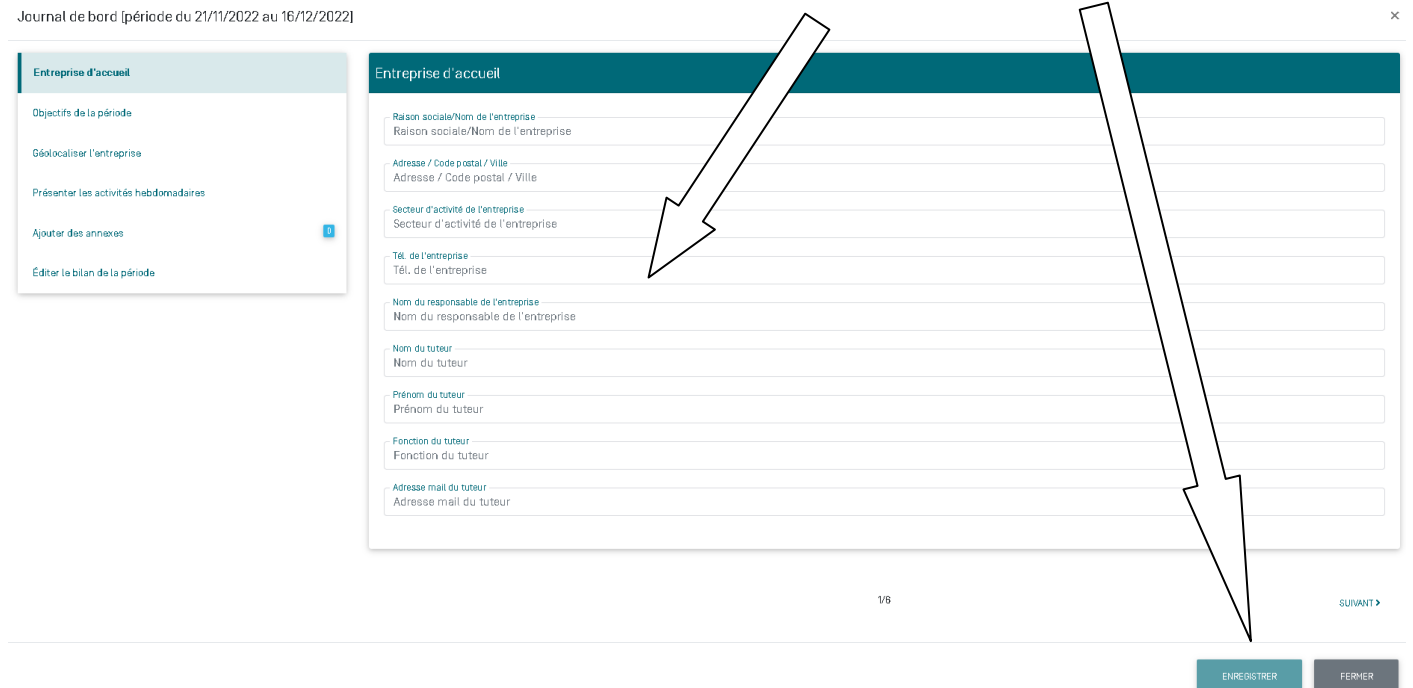 Journal de bord [période du 21/11/2022 au 16/12/2022]
×
Entreprise d'accueil
Objectifs de la période
Géolocaliser l'entreprise
Présenter les activités hebdomadaires
Ajouter des annexes 0
Éditer le bilan de la période
Entreprise d'accueil
Raison sociale/Nom de l'entreprise
Raison sociale/Nom de l'entreprise
Adresse / Code postal / Ville
Adresse / Code postal / Ville
Secteur d'activité de l'entreprise
Secteur d'activité de l'entreprise
Tél. de l'entreprise
Tél. de l'entreprise
Nom du responsable de l'entreprise
Nom du responsable de l'entreprise
Nom du tuteur
Nom du tuteur
Prénom du tuteur
Prénom du tuteur
Fonction du tuteur
Fonction du tuteur
Adresse mail du tuteur
Adresse mail du tuteur
1/6
SUIVANT >
ENREGISTRER
FERMER